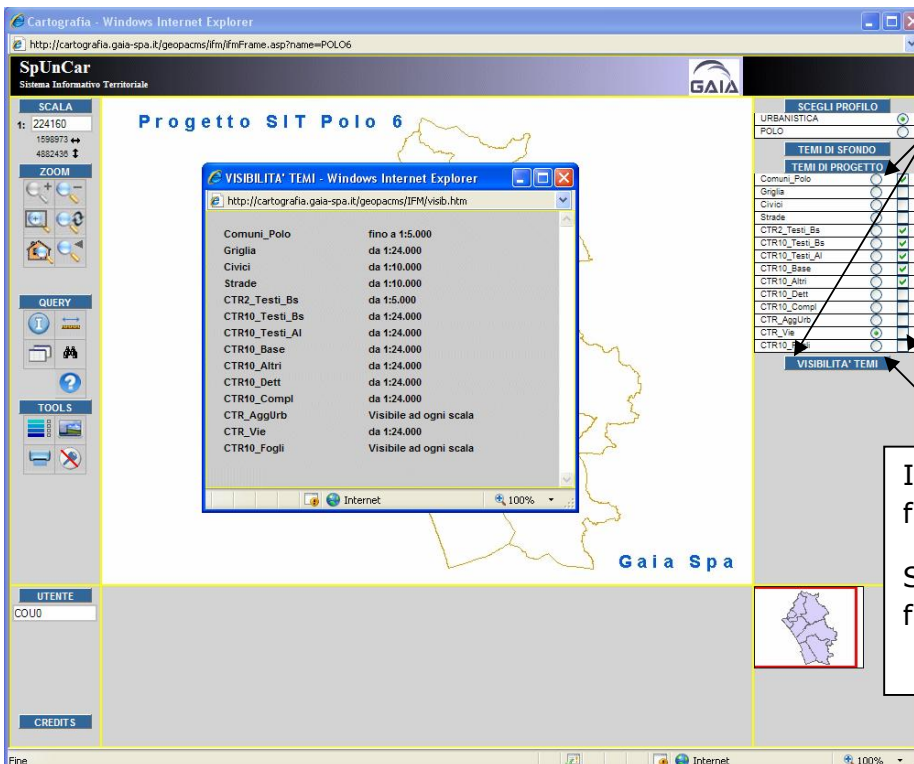 Cartografia - Windows Internet Explorer
http://cartografia.gaia-spa.it/geopacms/ifm/ifmFrame.asp?name=POLO6
SpUnCar
Sistema Informativo Territoriale
GAIA
SCALA
1: 224160
1598973
4882436
ZOOM
QUERY
TOOLS
UTENTE
COU0
CREDITS
Progetto SIT Polo 6
VISIBILITA' TEMI - Windows Internet Explorer
http://cartografia.gaia-spa.it/geopacms/IFM/visib.htm
Comuni_Polo fino a 1:5.000
Griglia da 1:24.000
Civici da 1:10.000
Strade da 1:10.000
CTR2_Testi_Bs da 1:5.000
CTR10_Testi_Bs da 1:24.000
CTR10_Testi_Al da 1:24.000
CTR10_Base da 1:24.000
CTR10_Altri da 1:24.000
CTR10_Dett da 1:24.000
CTR10_Compl da 1:24.000
CTR_AggUrb Visibile ad ogni scala
CTR_Vie da 1:24.000
CTR10_Fogli Visibile ad ogni scala
Internet 100%
Gaia Spa
SCEGLI PROFILO
URBANISTICA
POLO
TEMI DI SFONDO
TEMI DI PROGETTO
Comuni_Polo
Griglia
Civici
Strade
CTR2_Testi_Bs
CTR10_Testi_Bs
CTR10_Testi_Al
CTR10_Base
CTR10_Altri
CTR10_Dett
CTR10_Compl
CTR_AggUrb
CTR_Vie
VISIBILITA' TEMI
Fine
Internet 100%